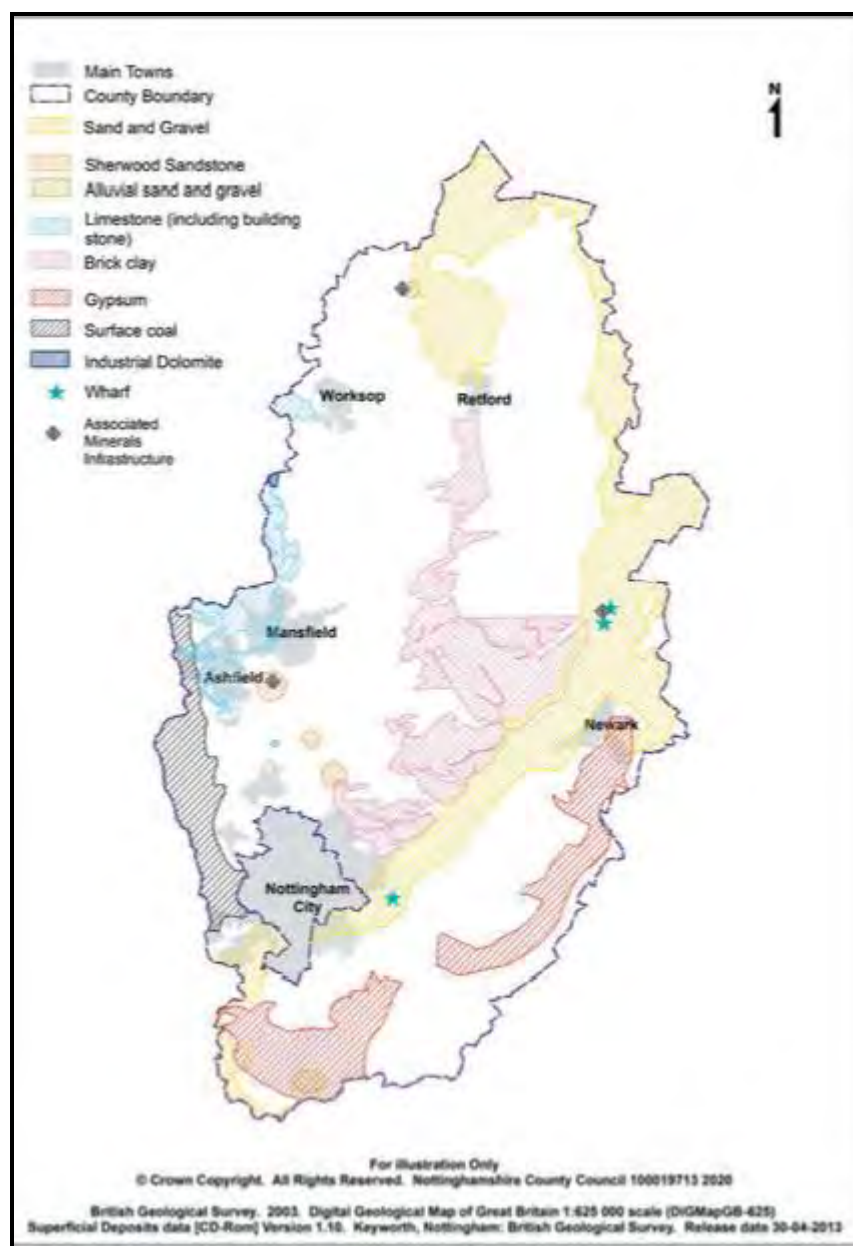 Main Towns
County Boundary
Sand and Gravel
Sherwood Sandstone
Alluvial sand and gravel
Limestone (including building
stone)
Brick clay
Gypsum
Surface coal
Industrial Dolomite
Wharf
Associated
Minerals
Infrastructure
N
Worksop
Retford
Mansfield
Ashfield
Newark
Nottingham
City
For illustration Only
© Crown Copyright. All Rights Reserved. Nottinghamshire County Council 100019713 2020
British Geological Survey. 2003. Digital Geological Map of Great Britain 1:625 000 scale (DiGMapGB-625)
Superficial Deposits data [CD-Rom] Version 1.10. Keyworth, Nottingham: British Geological Survey. Release date 30-04-2013